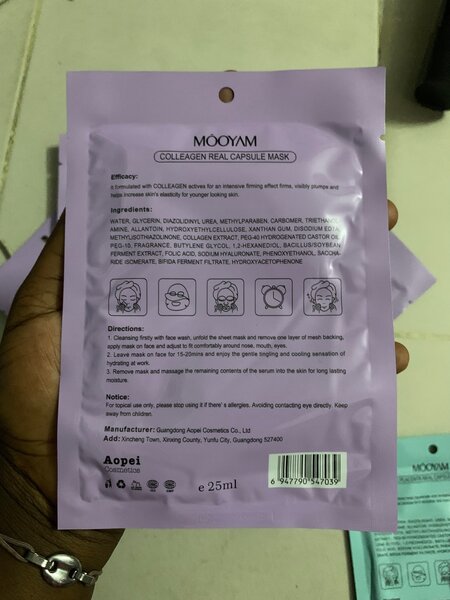 MOOYAM
COLLEAGEN REAL CAPSULE MASK
Efficacy:
It formulated with COLLEAGEN actives for an intensive firming effect firms, visibly plumps and
helps increase skin's elasticity for younger looking skin.
Ingredients:
WATER, GLYCERIN, DIAZOLIDINYL UREA, METHYLPARABEN, CARBOMER, TRIETHANOL
AMINE, ALLANTOIN, HYDROXYETHYLCELLULOSE, XANTHAN GUM, DISODIUM EDTA,
METHYLISOTHIAZOLINONE, COLLAGEN EXTRACT, PEG-40 HYDROGENATED CASTOR OIL
PEG-10, FRAGRANCE, BUTYLENE GLYCOL, 1,2-HEXANEDIOL, BACILLUS/SOYBEAN
FERMENT EXTRACT, FOLIC ACID, SODIUM HYALURONATE, PHENOXYETHANOL, SACCHA-
RIDE ISOMERATE, BIFIDA FERMENT FILTRATE, HYDROXYACETOPHENONE
Directions:
1. Cleansing firstly with face wash, unfold the sheet mask and remove one layer of mesh backing,
apply mask on face and adjust to fit comfortably around nose, mouth, eyes.
2. Leave mask on face for 15-20mins and enjoy the gentle tingling and cooling sensation of
hydrating at work.
3. Remove mask and massage the remaining contents of the serum into the skin for long lasting
moisture.
Notice:
For topical use only, please stop using it if there' s allergies. Avoiding contacting eye directly. Keep
away from children.
Manufacturer: Guangdong Aopei Cosmetics Co., Ltd
Add: Xincheng Town, Xinxing County, Yunfu City, Guangdong 527400
Aopei
Cosmetics
e 25ml
6 947790 547039
MOOYAM
PLACENTA REAL CAPSUL